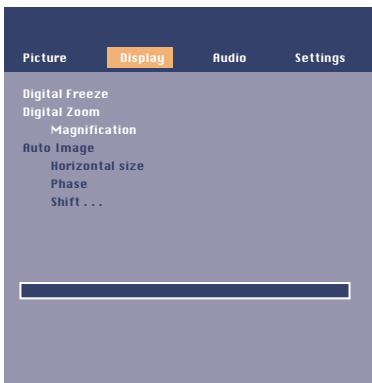 Picture Display Audio Settings
Digital Freeze
Digital Zoom
Magnification
Auto Image
Horizontal size
Phase
Shift . . .